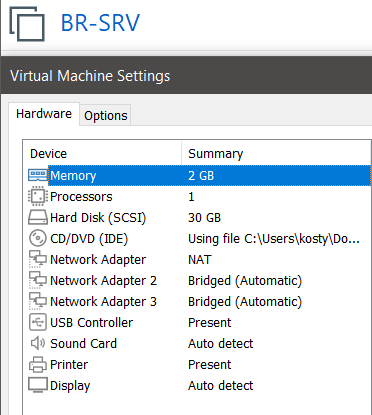 BR-SRV
Virtual Machine Settings
Hardware Options
Device Summary
Memory 2 GB
Processors 1
Hard Disk (SCSI) 30 GB
CD/DVD (IDE) Using file C:\Users\kosty\Do...
Network Adapter NAT
Network Adapter 2 Bridged (Automatic)
Network Adapter 3 Bridged (Automatic)
USB Controller Present
Sound Card Auto detect
Printer Present
Display Auto detect